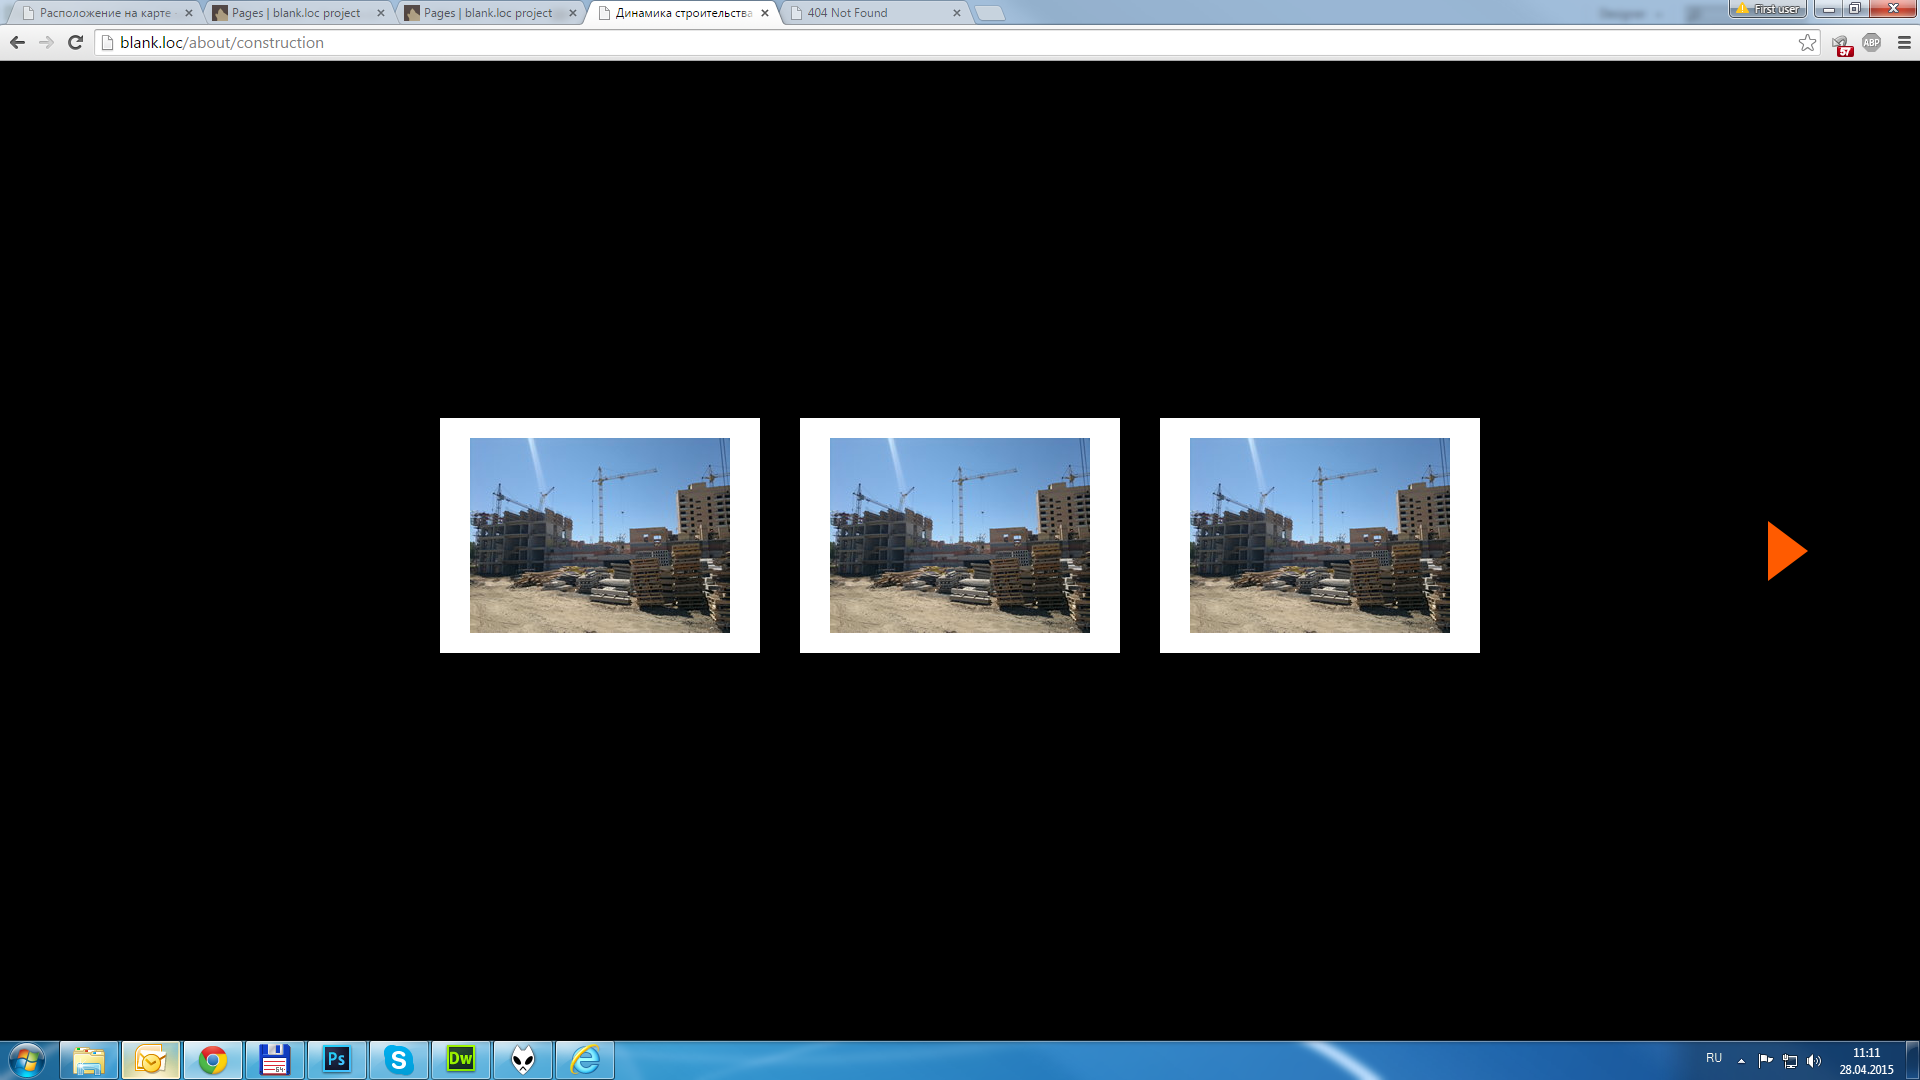 Расположение на карте
Pages | blank.loc project
Pages | blank.loc project
Динамика строительства
404 Not Found
First user
blank.loc/about/construction
57
ABP
64
Ps
S
Dw
RU
11:11
28.04.2015